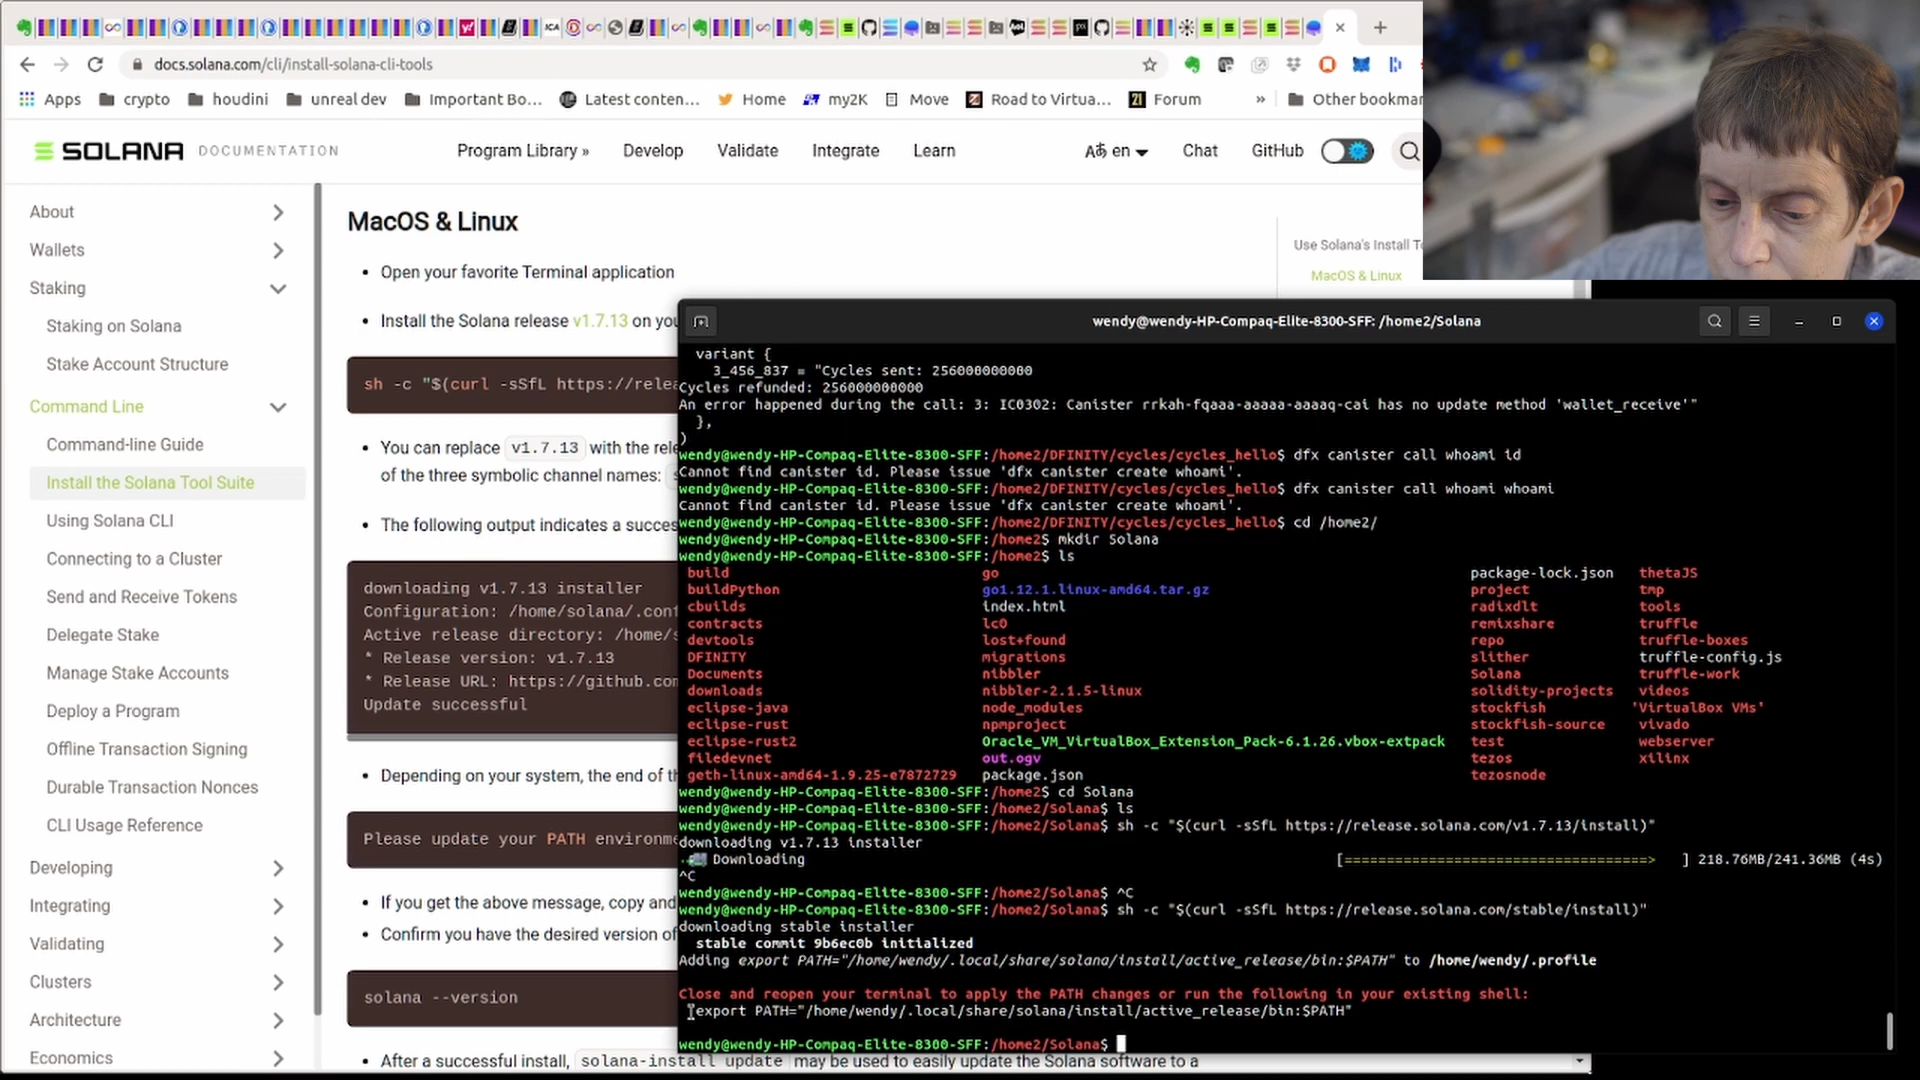 docs.solana.com/cli/install-solana-cli-tools
Apps crypto houdini unreal dev Important Bo... Latest conten... Home my2K Move Road to Virtua... Forum » Other bookmar
SOLANA DOCUMENTATION Program Library » Develop Validate Integrate Learn en Chat GitHub
About
Wallets
Staking
Staking on Solana
Stake Account Structure
Command Line
Command-line Guide
Install the Solana Tool Suite
Using Solana CLI
Connecting to a Cluster
Send and Receive Tokens
Delegate Stake
Manage Stake Accounts
Deploy a Program
Offline Transaction Signing
Durable Transaction Nonces
CLI Usage Reference
Developing
Integrating
Validating
Clusters
Architecture
Economics
MacOS & Linux
• Open your favorite Terminal application
• Install the Solana release v1.7.13 on you
sh -c "$(curl -sSfL https://relea
• You can replace v1.7.13 with the rele
of the three symbolic channel names: s
• The following output indicates a succes
downloading v1.7.13 installer
Configuration: /home/solana/.conf
Active release directory: /home/s
* Release version: v1.7.13
* Release URL: https://github.com
Update successful
• Depending on your system, the end of th
Please update your PATH environme
• If you get the above message, copy and
• Confirm you have the desired version of
solana --version
• After a successful install, solana-install update may be used to easily update the Solana software to a
Use Solana's Install To
MacOS & Linux
wendy@wendy-HP-Compaq-Elite-8300-SFF: /home2/Solana
variant {
3_456_837 = "Cycles sent: 256000000000
Cycles refunded: 256000000000
An error happened during the call: 3: IC0302: Canister rrkah-fqaaa-aaaaa-aaaaq-cai has no update method 'wallet_receive'"
},
)
wendy@wendy-HP-Compaq-Elite-8300-SFF:/home2/DFINITY/cycles/cycles_hello$ dfx canister call whoami id
Cannot find canister id. Please issue 'dfx canister create whoami'.
wendy@wendy-HP-Compaq-Elite-8300-SFF:/home2/DFINITY/cycles/cycles_hello$ dfx canister call whoami whoami
Cannot find canister id. Please issue 'dfx canister create whoami'.
wendy@wendy-HP-Compaq-Elite-8300-SFF:/home2/DFINITY/cycles/cycles_hello$ cd /home2/
wendy@wendy-HP-Compaq-Elite-8300-SFF:/home2$ mkdir Solana
wendy@wendy-HP-Compaq-Elite-8300-SFF:/home2$ ls
build go package-lock.json thetaJS
buildPython go1.12.1.linux-amd64.tar.gz project tmp
cbuilds index.html radixdlt tools
contracts lc0 remixshare truffle
devtools lost+found repo truffle-boxes
DFINITY migrations slither truffle-config.js
Documents nibbler Solana truffle-work
downloads nibbler-2.1.5-linux solidity-projects videos
eclipse-java node_modules stockfish 'VirtualBox VMs'
eclipse-rust npmproject stockfish-source vivado
eclipse-rust2 Oracle_VM_VirtualBox_Extension_Pack-6.1.26.vbox-extpack test webserver
filedevnet out.ogv tezos xilinx
geth-linux-amd64-1.9.25-e7872729 package.json tezosnode
wendy@wendy-HP-Compaq-Elite-8300-SFF:/home2$ cd Solana
wendy@wendy-HP-Compaq-Elite-8300-SFF:/home2/Solana$ ls
wendy@wendy-HP-Compaq-Elite-8300-SFF:/home2/Solana$ sh -c "$(curl -sSfL https://release.solana.com/v1.7.13/install)"
downloading v1.7.13 installer
Downloading [====================================> ] 218.76MB/241.36MB (4s)
^C
wendy@wendy-HP-Compaq-Elite-8300-SFF:/home2/Solana$ ^C
wendy@wendy-HP-Compaq-Elite-8300-SFF:/home2/Solana$ sh -c "$(curl -sSfL https://release.solana.com/stable/install)"
downloading stable installer
stable commit 9b6ec0b initialized
Adding export PATH="/home/wendy/.local/share/solana/install/active_release/bin:$PATH" to /home/wendy/.profile
Close and reopen your terminal to apply the PATH changes or run the following in your existing shell:
export PATH="/home/wendy/.local/share/solana/install/active_release/bin:$PATH"
wendy@wendy-HP-Compaq-Elite-8300-SFF:/home2/Solana$